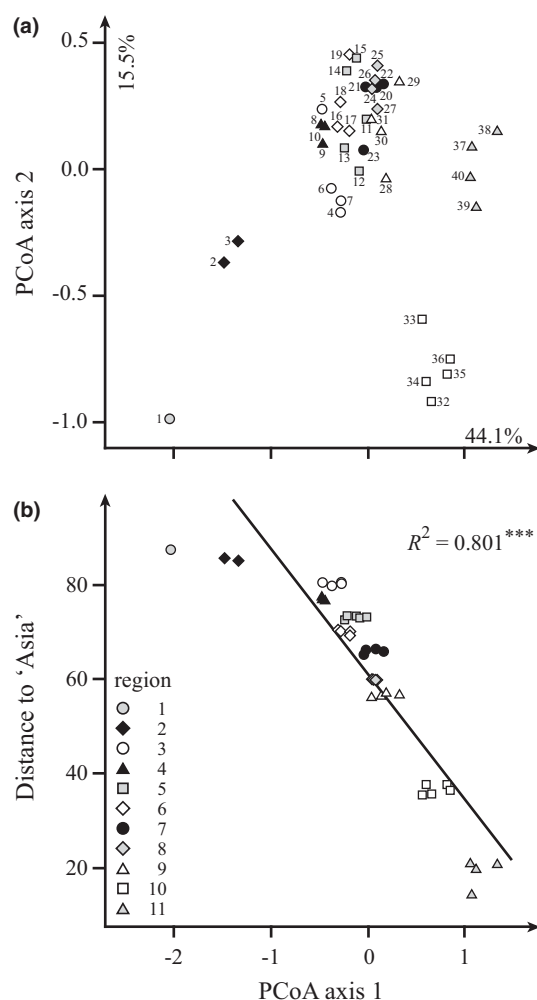 (a)
0.5
0.0
-0.5
-1.0
PCoA axis 2
15.5%
44.1%
19 15 25
14 26 22 29
21 24 20
5 18 27
8 16 17 11 31 38
10 30 37
9 13 23
12 28 40
6 7 39
4
3
2
33
36
35
34
32
1
(b)
R² = 0.801***
80
60
40
20
Distance to ‘Asia’
region
1
2
3
4
5
6
7
8
9
10
11
-2 -1 0 1
PCoA axis 1